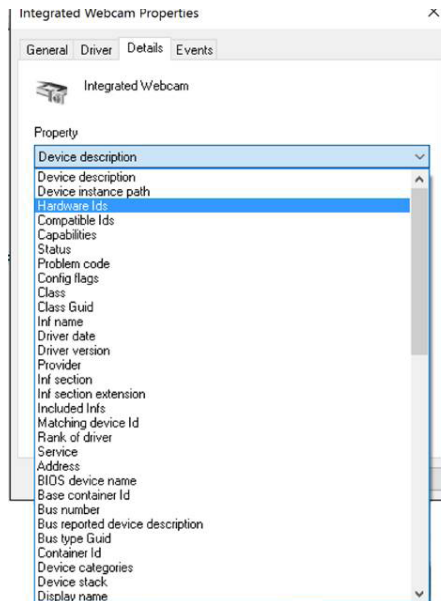 Integrated Webcam Properties
General Driver Details Events
Integrated Webcam
Property
Device description
Device description
Device instance path
Hardware Ids
Compatible Ids
Capabilities
Status
Problem code
Config flags
Class
Class Guid
Inf name
Driver date
Driver version
Provider
Inf section
Inf section extension
Included Infs
Matching device Id
Rank of driver
Service
Address
BIOS device name
Base container Id
Bus number
Bus reported device description
Bus type Guid
Container Id
Device categories
Device stack
Display name